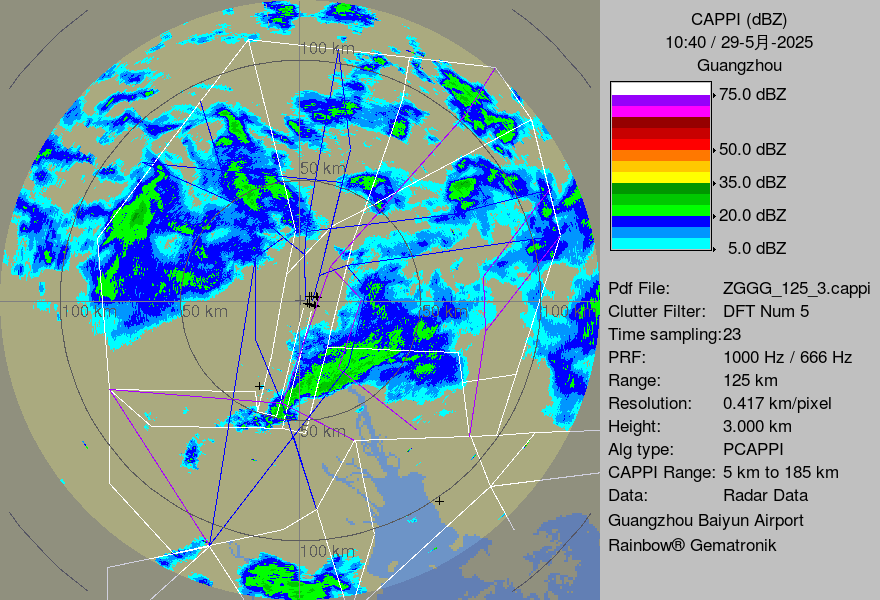 CAPPI (dBZ)
10:40 / 29-5月-2025
Guangzhou
75.0 dBZ
50.0 dBZ
35.0 dBZ
20.0 dBZ
5.0 dBZ
Pdf File: ZGGG_125_3.cappi
Clutter Filter: DFT Num 5
Time sampling:23
PRF: 1000 Hz / 666 Hz
Range: 125 km
Resolution: 0.417 km/pixel
Height: 3.000 km
Alg type: PCAPPI
CAPPI Range: 5 km to 185 km
Data: Radar Data
Guangzhou Baiyun Airport
Rainbow® Gematronik
100 km
50 km
100 km
50 km
50 km
100 km
50 km
100 km